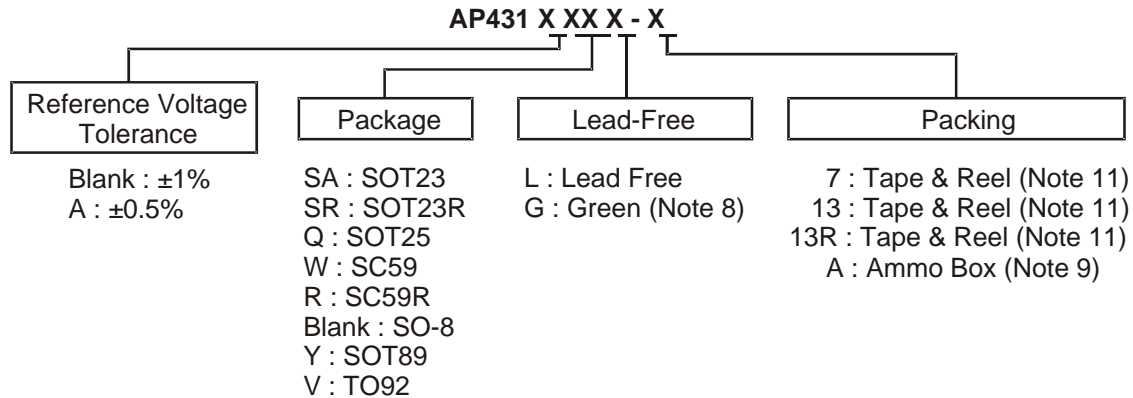 AP431 X XX X - X
Reference Voltage
Tolerance
Blank : ±1%
A : ±0.5%
Package
SA : SOT23
SR : SOT23R
Q : SOT25
W : SC59
R : SC59R
Blank : SO-8
Y : SOT89
V : TO92
Lead-Free
L : Lead Free
G : Green (Note 8)
Packing
7 : Tape & Reel (Note 11)
13 : Tape & Reel (Note 11)
13R : Tape & Reel (Note 11)
A : Ammo Box (Note 9)